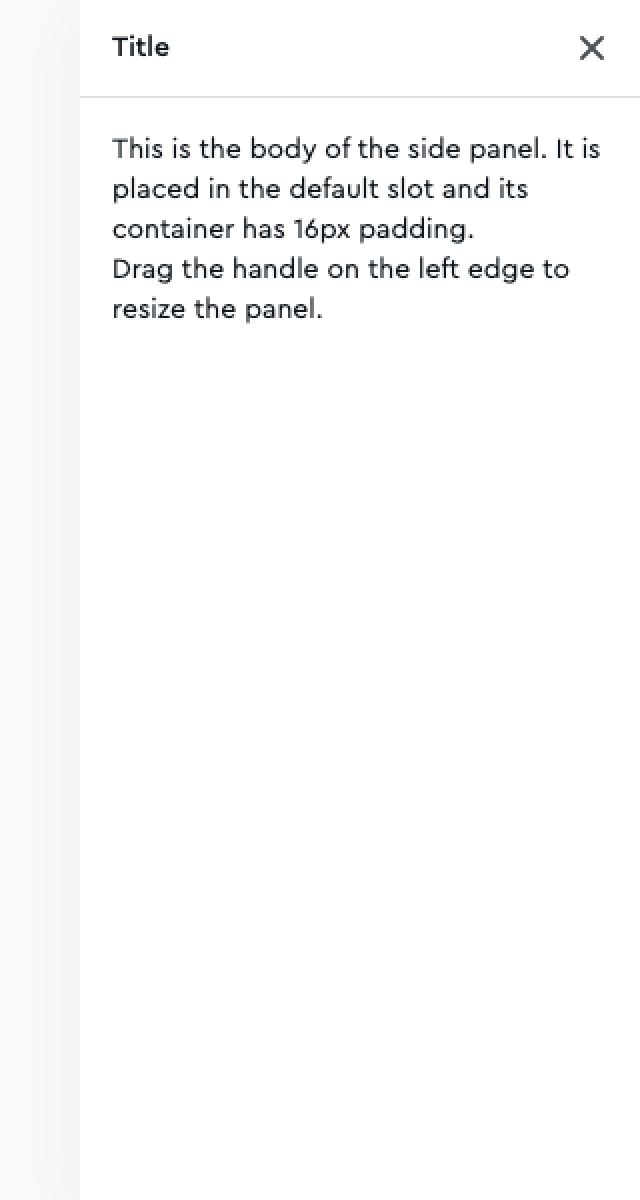 Title
This is the body of the side panel. It is
placed in the default slot and its
container has 16px padding.
Drag the handle on the left edge to
resize the panel.